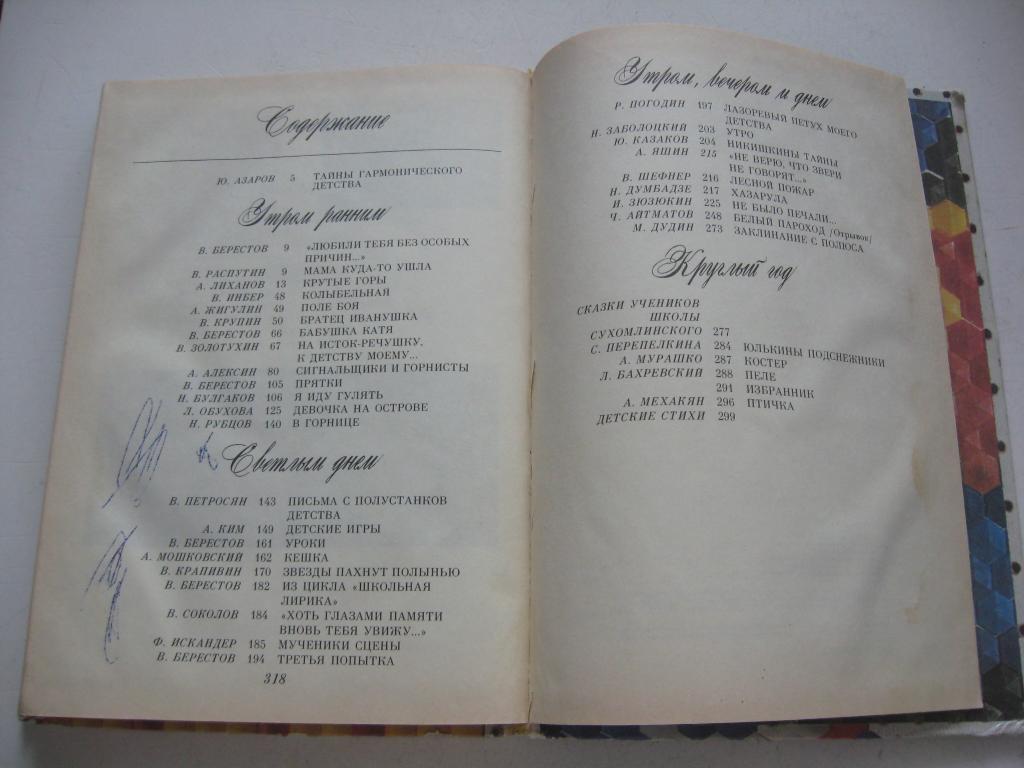 Содержание
Ю. АЗАРОВ 5 ТАЙНЫ ГАРМОНИЧЕСКОГО
ДЕТСТВА
Утром ранним
В. БЕРЕСТОВ 9 «ЛЮБИЛИ ТЕБЯ БЕЗ ОСОБЫХ
ПРИЧИН...»
В. РАСПУТИН 9 МАМА КУДА-ТО УШЛА
А. ЛИХАНОВ 13 КРУТЫЕ ГОРЫ
В. ИНБЕР 48 КОЛЫБЕЛЬНАЯ
А. ЖИГУЛИН 49 ПОЛЕ БОЯ
В. КРУПИН 50 БРАТЕЦ ИВАНУШКА
В. БЕРЕСТОВ 66 БАБУШКА КАТЯ
В. ЗОЛОТУХИН 67 НА ИСТОК-РЕЧУШКУ,
К ДЕТСТВУ МОЕМУ...
А. АЛЕКСИН 80 СИГНАЛЬЩИКИ И ГОРНИСТЫ
В. БЕРЕСТОВ 105 ПРЯТКИ
Н. БУЛГАКОВ 106 Я ИДУ ГУЛЯТЬ
Л. ОБУХОВА 125 ДЕВОЧКА НА ОСТРОВЕ
Н. РУБЦОВ 140 В ГОРНИЦЕ
Светлым днем
В. ПЕТРОСЯН 143 ПИСЬМА С ПОЛУСТАНКОВ
ДЕТСТВА
А. КИМ 149 ДЕТСКИЕ ИГРЫ
В. БЕРЕСТОВ 161 УРОКИ
А. МОШКОВСКИЙ 162 КЕШКА
В. КРАПИВИН 170 ЗВЕЗДЫ ПАХНУТ ПОЛЫНЬЮ
В. БЕРЕСТОВ 182 ИЗ ЦИКЛА «ШКОЛЬНАЯ
ЛИРИКА»
В. СОКОЛОВ 184 «ХОТЬ ГЛАЗАМИ ПАМЯТИ
ВНОВЬ ТЕБЯ УВИЖУ...»
Ф. ИСКАНДЕР 185 МУЧЕНИКИ СЦЕНЫ
В. БЕРЕСТОВ 194 ТРЕТЬЯ ПОПЫТКА
318
Утром, вечером и днем
Р. ПОГОДИН 197 ЛАЗОРЕВЫЙ ПЕТУХ МОЕГО
ДЕТСТВА
Н. ЗАБОЛОЦКИЙ 203 УТРО
Ю. КАЗАКОВ 204 НИКИШКИНЫ ТАЙНЫ
А. ЯШИН 215 «НЕ ВЕРЮ, ЧТО ЗВЕРИ
НЕ ГОВОРЯТ...»
В. ШЕФНЕР 216 ЛЕСНОЙ ПОЖАР
Н. ДУМБАДЗЕ 217 ХАЗАРУЛА
И. ЗЮЗЮКИН 225 НЕ БЫЛО ПЕЧАЛИ...
Ч. АЙТМАТОВ 248 БЕЛЫЙ ПАРОХОД /Отрывок/
М. ДУДИН 273 ЗАКЛИНАНИЕ С ПОЛЮСА
Круглый год
СКАЗКИ УЧЕНИКОВ
ШКОЛЫ
СУХОМЛИНСКОГО 277
С. ПЕРЕПЕЛКИНА 284 ЮЛЬКИНЫ ПОДСНЕЖНИКИ
А. МУРАШКО 287 КОСТЕР
Л. БАХРЕВСКИЙ 288 ПЕЛЕ
291 ИЗБРАННИК
А. МЕХАКЯН 296 ПТИЧКА
ДЕТСКИЕ СТИХИ 299